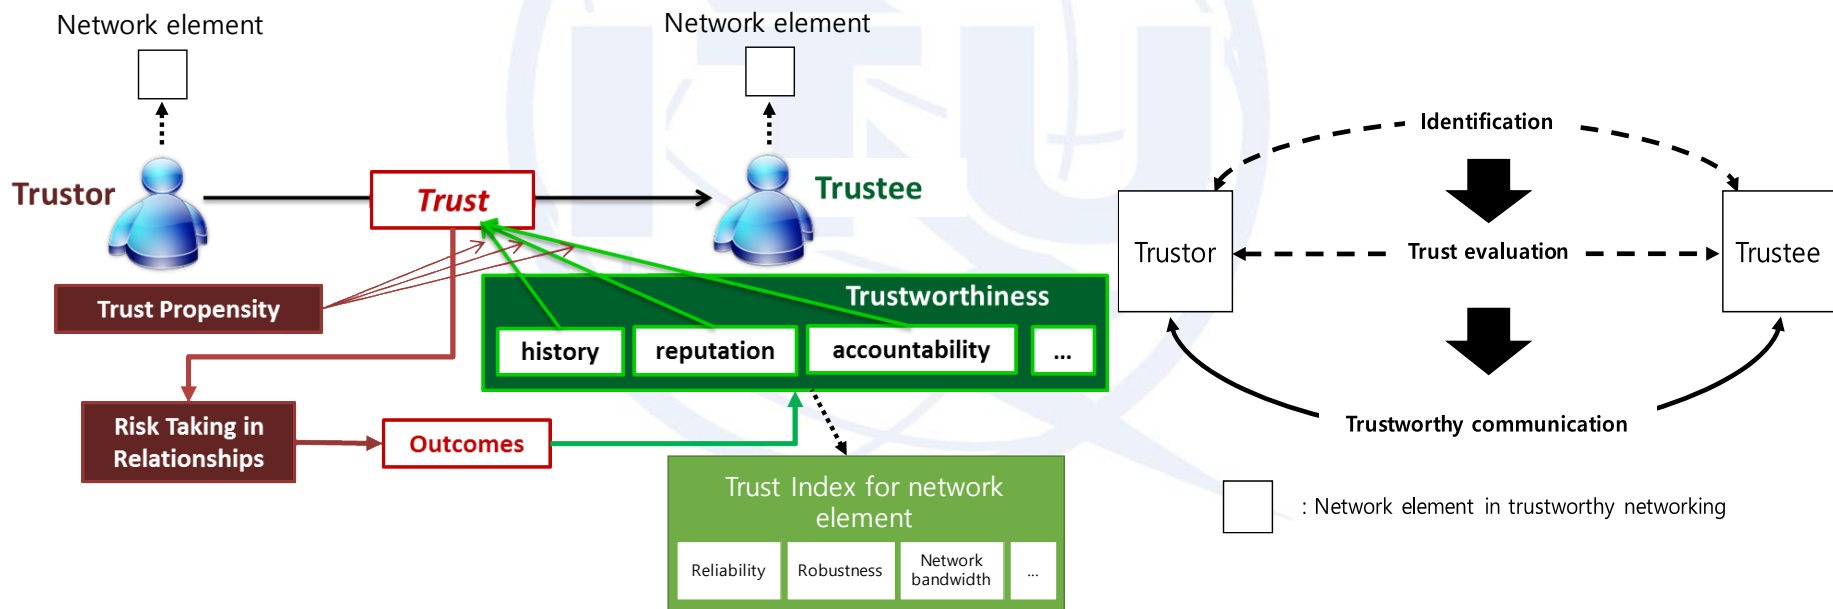 Network element
Network element
Trustor
Trust
Trustee
Trust Propensity
Trustworthiness
history
reputation
accountability
...
Risk Taking in
Relationships
Outcomes
Trust Index for network
element
Reliability
Robustness
Network
bandwidth
...
Identification
Trustor
Trust evaluation
Trustee
Trustworthy communication
: Network element in trustworthy networking
ITU